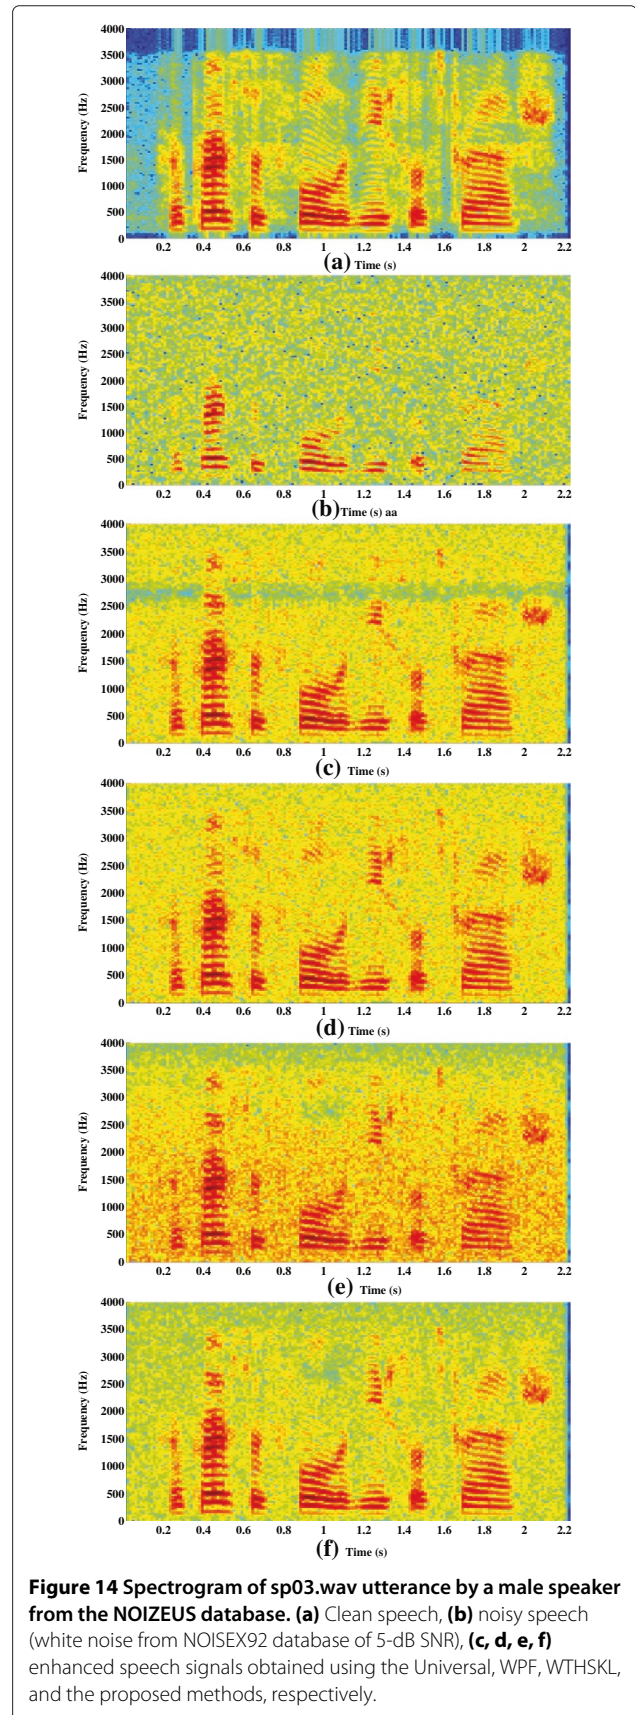 4000
3500
3000
2500
2000
1500
1000
500
0
Frequency (Hz)
0.2 0.4 0.6 0.8 1 1.2 1.4 1.6 1.8 2 2.2
(a) Time (s)
4000
3500
3000
2500
2000
1500
1000
500
0
Frequency (Hz)
0.2 0.4 0.6 0.8 1 1.2 1.4 1.6 1.8 2 2.2
(b) Time (s) aa
4000
3500
3000
2500
2000
1500
1000
500
0
Frequency (Hz)
0.2 0.4 0.6 0.8 1 1.2 1.4 1.6 1.8 2 2.2
(c) Time (s)
4000
3500
3000
2500
2000
1500
1000
500
0
Frequency (Hz)
0.2 0.4 0.6 0.8 1 1.2 1.4 1.6 1.8 2 2.2
(d) Time (s)
4000
3500
3000
2500
2000
1500
1000
500
0
Frequency (Hz)
0.2 0.4 0.6 0.8 1 1.2 1.4 1.6 1.8 2 2.2
(e) Time (s)
4000
3500
3000
2500
2000
1500
1000
500
0
Frequency (Hz)
0.2 0.4 0.6 0.8 1 1.2 1.4 1.6 1.8 2 2.2
(f) Time (s)
Figure 14 Spectrogram of sp03.wav utterance by a male speaker
from the NOIZEUS database. (a) Clean speech, (b) noisy speech
(white noise from NOISEX92 database of 5-dB SNR), (c, d, e, f)
enhanced speech signals obtained using the Universal, WPF, WTHSKL,
and the proposed methods, respectively.